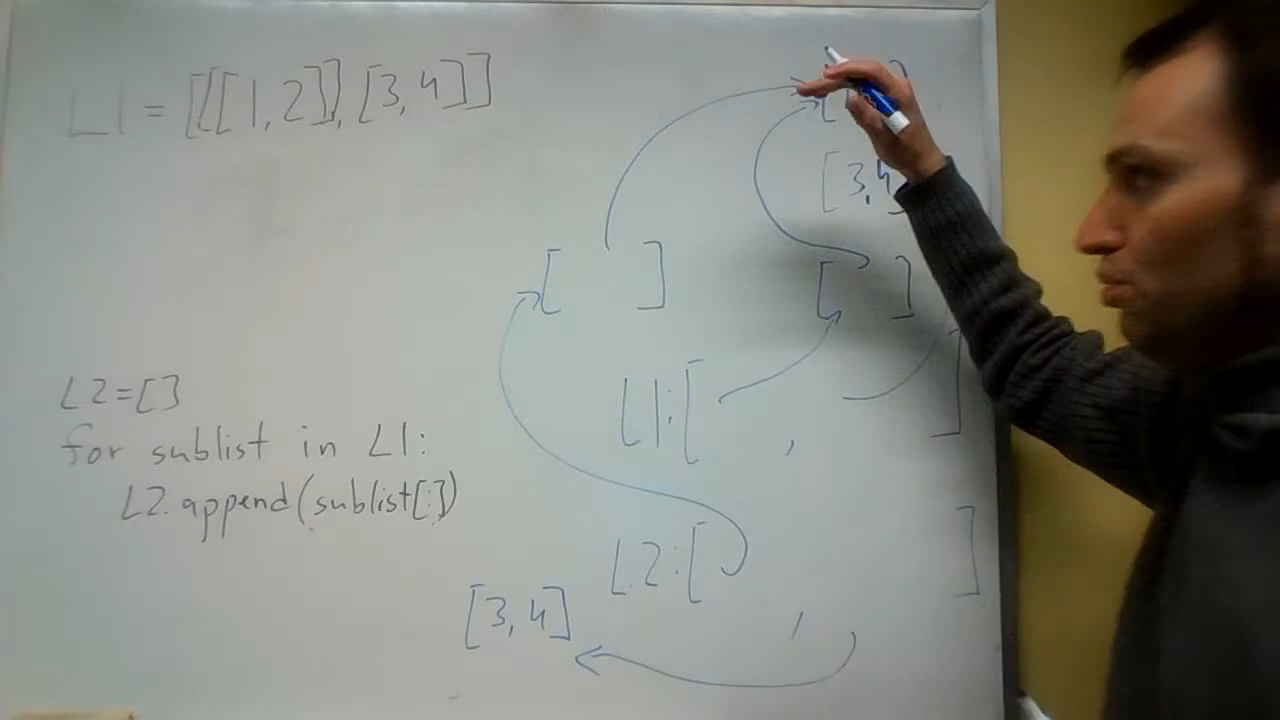 L1 = [[[1,2]],[3,4]]
[3,4]
[ ]
[ ]
L1:[ , ]
L2=[]
for sublist in L1:
L2.append(sublist[:])
L2:[ , ]
[3,4]